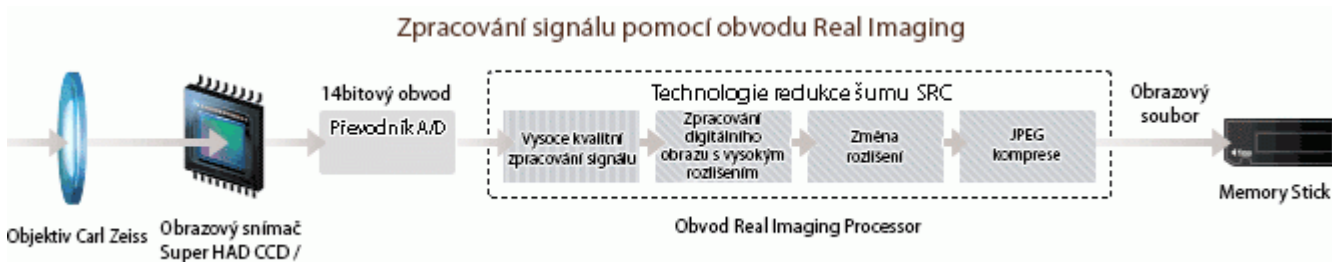 Zpracování signálu pomocí obvodu Real Imaging
14bitový obvod
Převodník A/D
Technologie redukce šumu SRC
Vysoce kvalitní
zpracování signálu
Zpracování
digitálního
obrazu s vysokým
rozlišením
Změna
rozlišení
JPEG
komprese
Obrazový
soubor
Objektiv Carl Zeiss
Obrazový snímač
Super HAD CCD /
Obvod Real Imaging Processor
Memory Stick